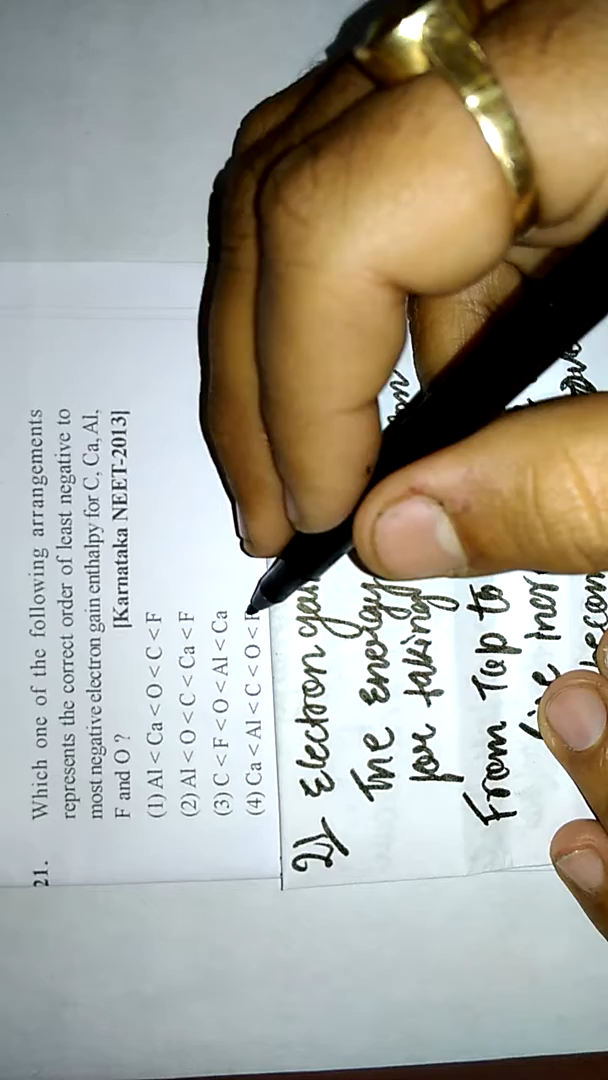 21. Which one of the following arrangements
represents the correct order of least negative to
most negative electron gain enthalpy for C, Ca, Al,
F and O ? [Karnataka NEET-2013]
(1) Al < Ca < O < C < F
(2) Al < O < C < Ca < F
(3) C < F < O < Al < Ca
(4) Ca < Al < C < O < F
2) Electron gain
The energy
for taking
From Top to